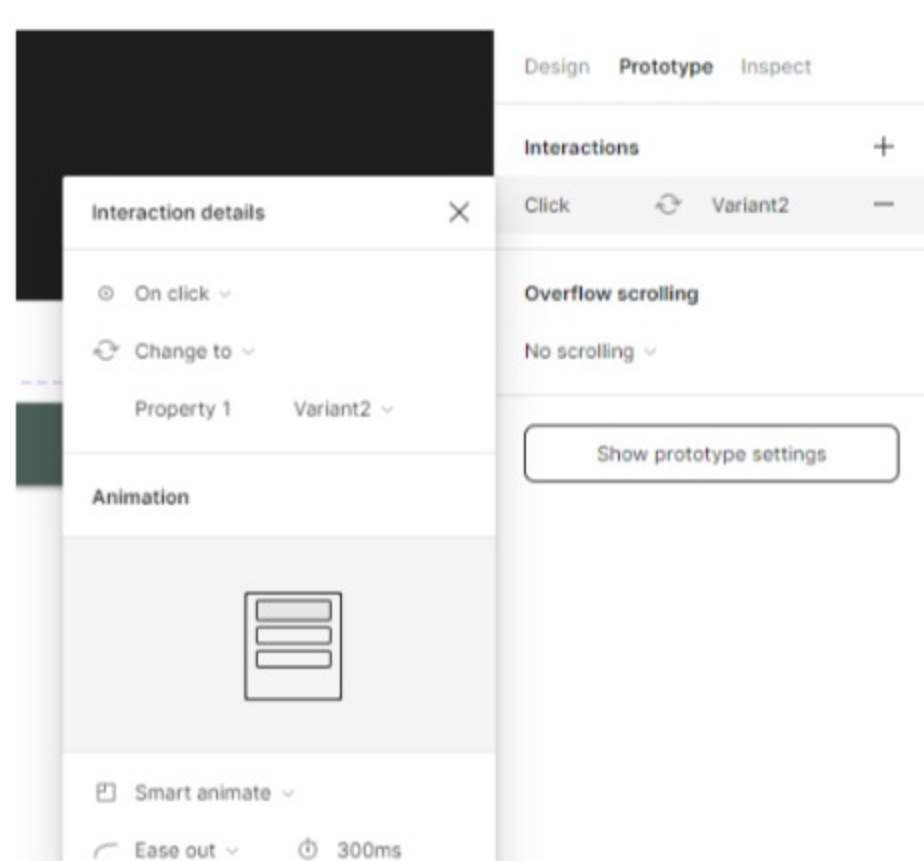 Design Prototype Inspect
Interactions
Click Variant2
Overflow scrolling
No scrolling
Show prototype settings
Interaction details
On click
Change to
Property 1 Variant2
Animation
Smart animate
Ease out 300ms